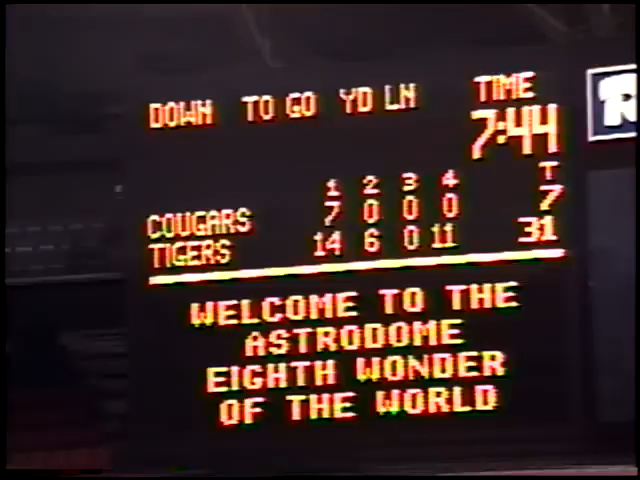 DOWN TO GO YD LN TIME
7:44
1 2 3 4 T
COUGARS 7 0 0 0 7
TIGERS 14 6 0 11 31
WELCOME TO THE
ASTRODOME
EIGHTH WONDER
OF THE WORLD